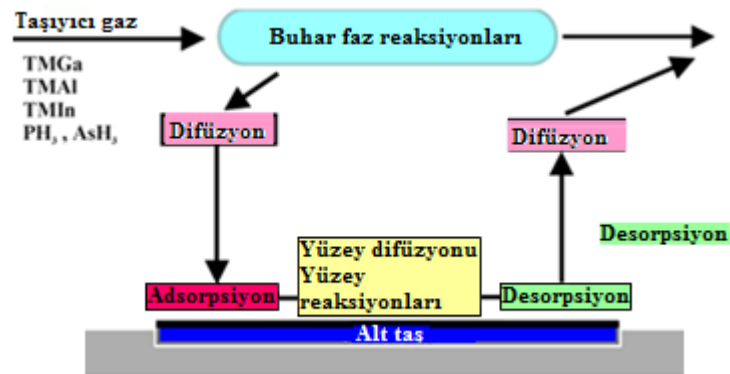 Taşıyıcı gaz
Buhar faz reaksiyonları
TMGa
TMAl
TMIn
PH₃ , AsH₃
Difüzyon
Difüzyon
Desorpsiyon
Yüzey difüzyonu
Yüzey
reaksiyonları
Adsorpsiyon
Desorpsiyon
Alt taş